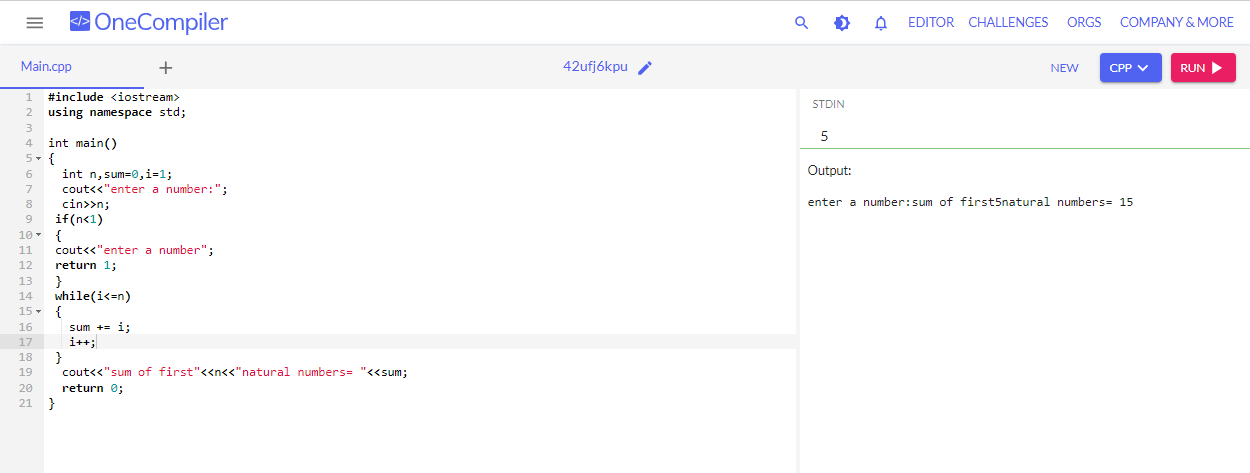 </> OneCompiler EDITOR CHALLENGES ORGS COMPANY & MORE
Main.cpp + 42ufj6kpu NEW CPP RUN
1 #include <iostream>
2 using namespace std;
3
4 int main()
5 {
6 int n,sum=0,i=1;
7 cout<<"enter a number:";
8 cin>>n;
9 if(n<1)
10 {
11 cout<<"enter a number";
12 return 1;
13 }
14 while(i<=n)
15 {
16 sum += i;
17 i++;
18 }
19 cout<<"sum of first"<<n<<"natural numbers= "<<sum;
20 return 0;
21 }
STDIN
5
Output:
enter a number:sum of first5natural numbers= 15